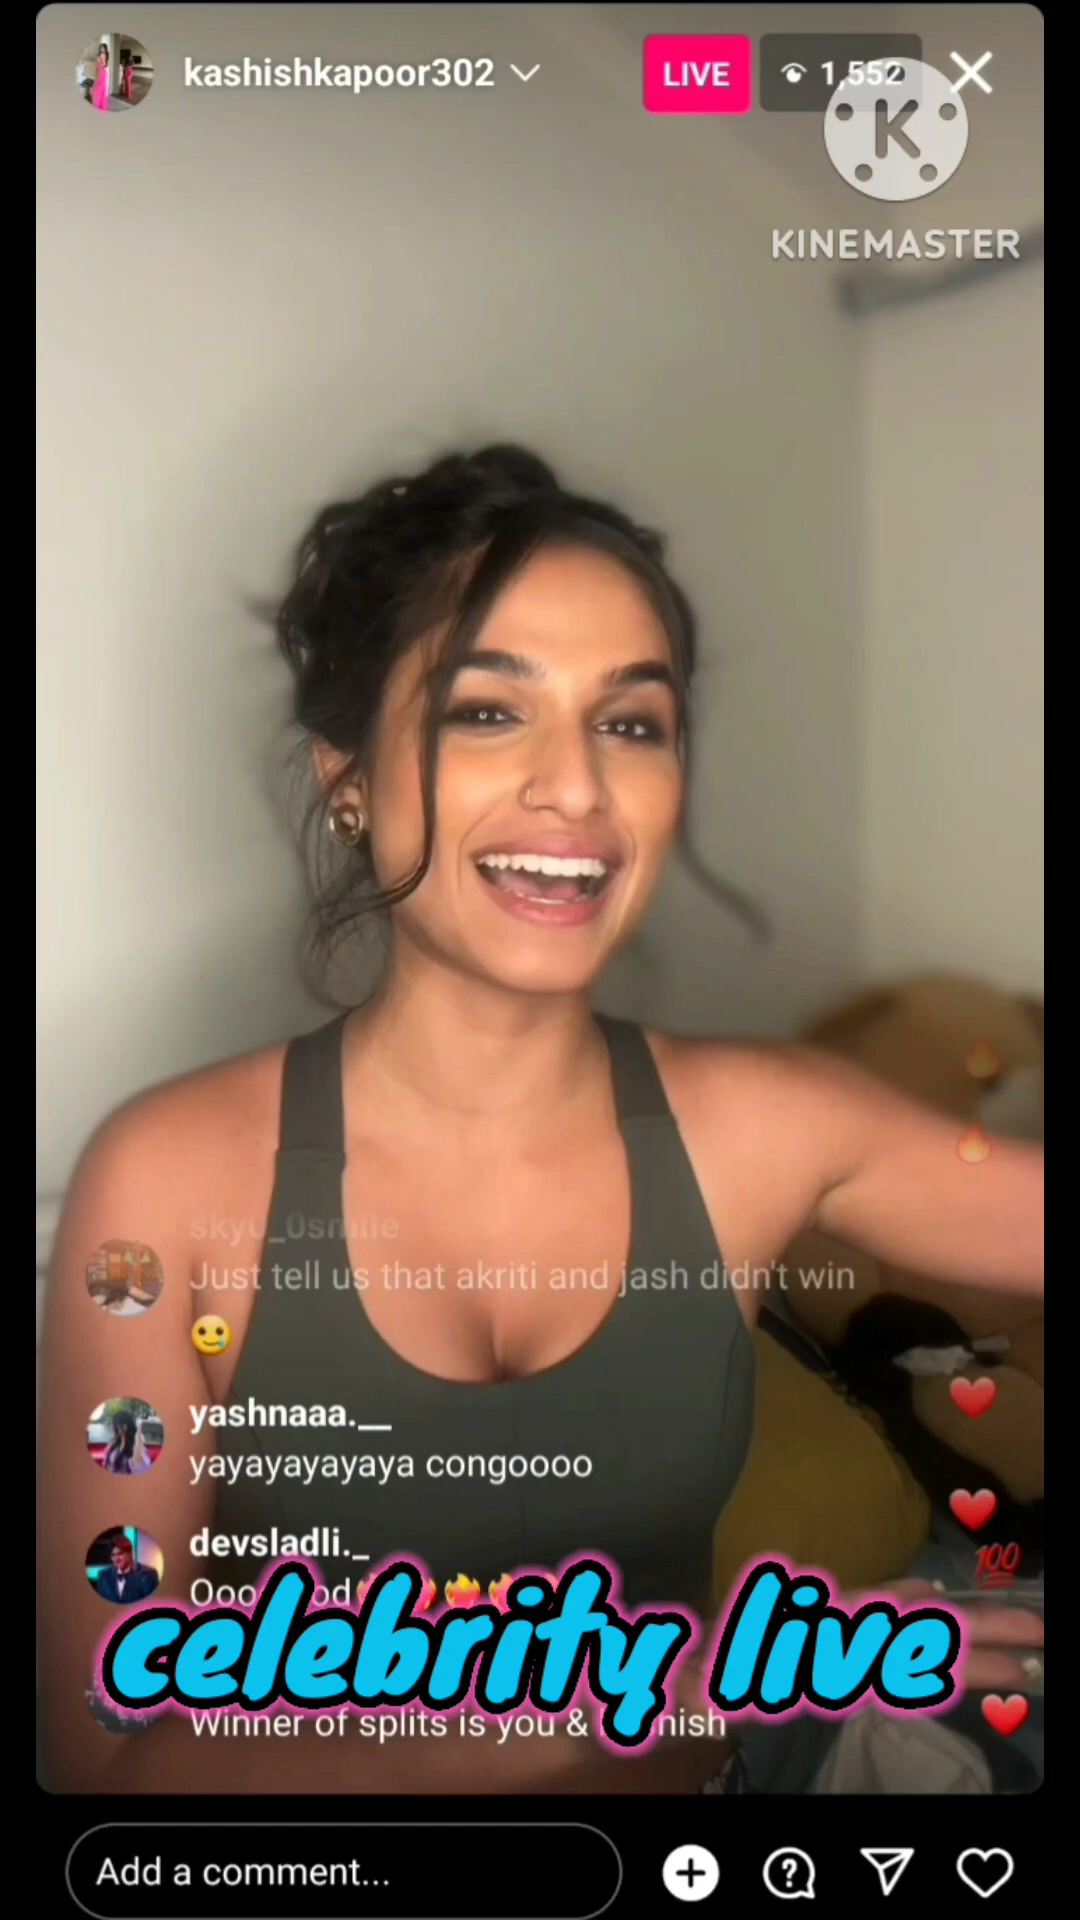 kashishkapoor302
LIVE
1,552
K
KINEMASTER
Just tell us that akriti and jash didn't win
yashnaaa.__
yayayayayaya congoooo
devsladli._
celebrity live
Winner of splits is you &
Add a comment...